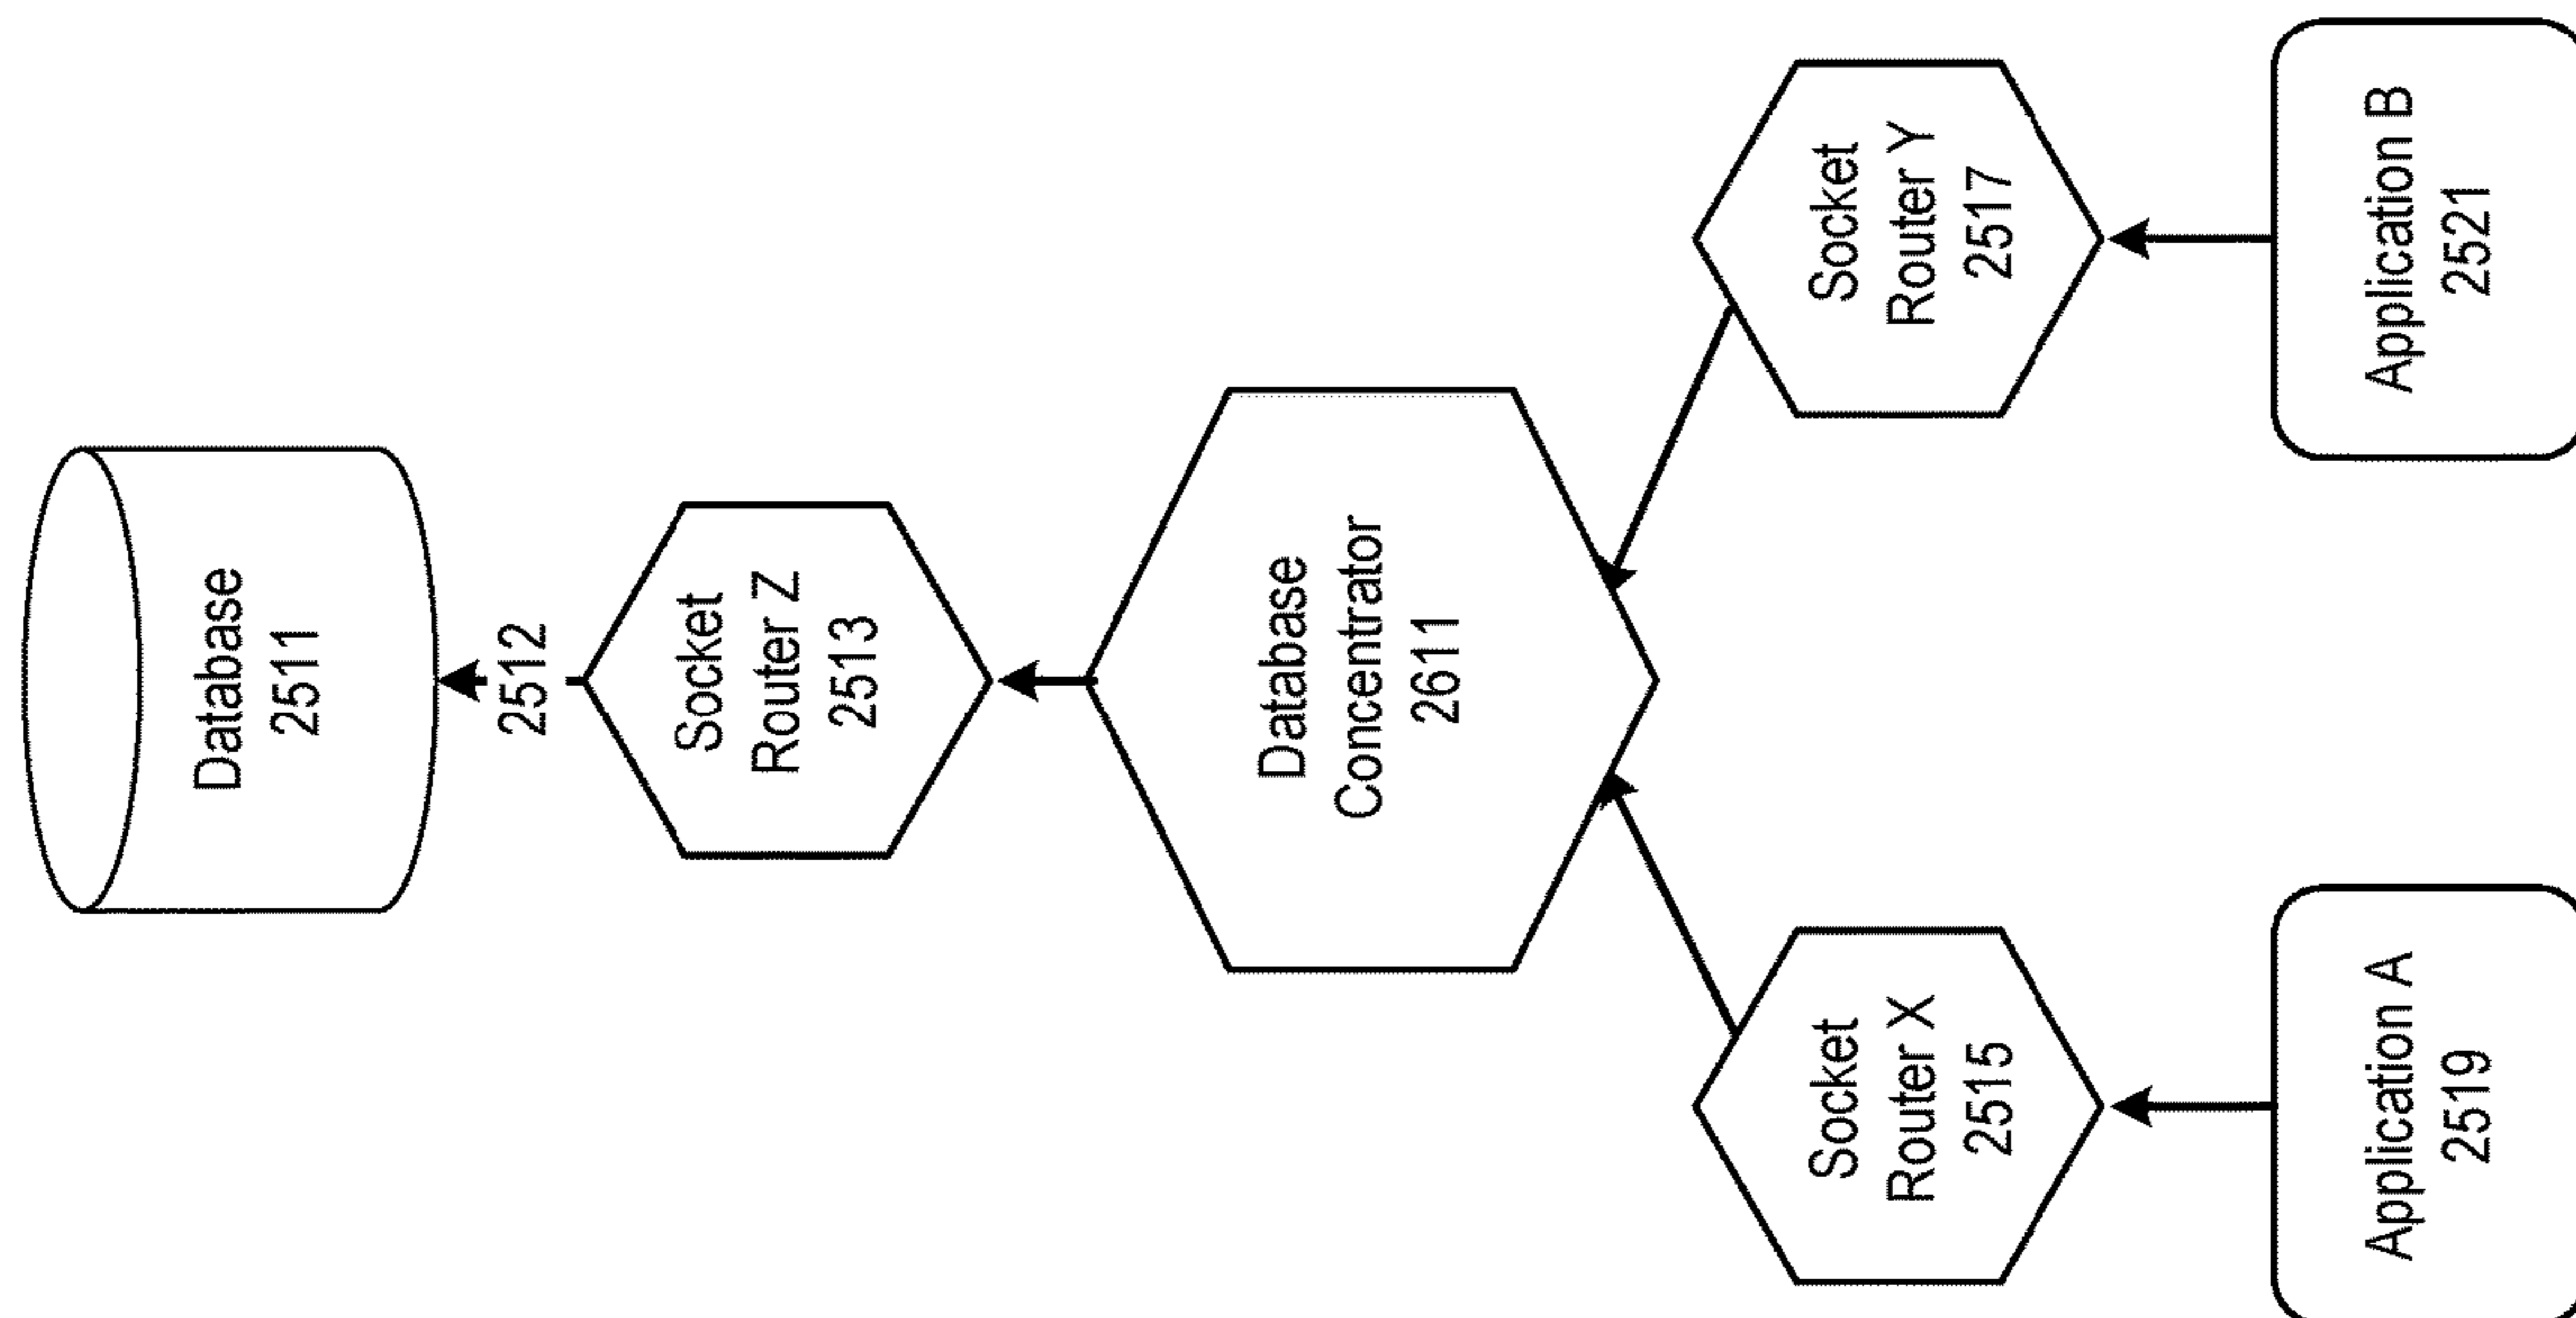 Database
2511
2512
Socket
Router Z
2513
Database
Concentrator
2611
Socket
Router X
2515
Socket
Router Y
2517
Application A
2519
Application B
2521